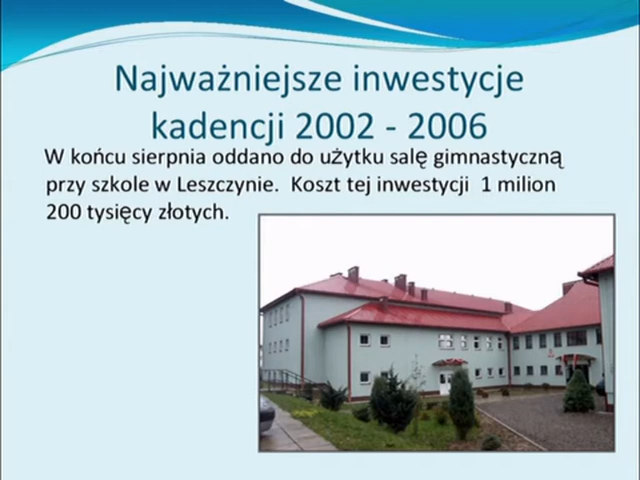 Najważniejsze inwestycje
kadencji 2002 - 2006
W końcu sierpnia oddano do użytku salę gimnastyczną
przy szkole w Leszczynie. Koszt tej inwestycji 1 milion
200 tysięcy złotych.